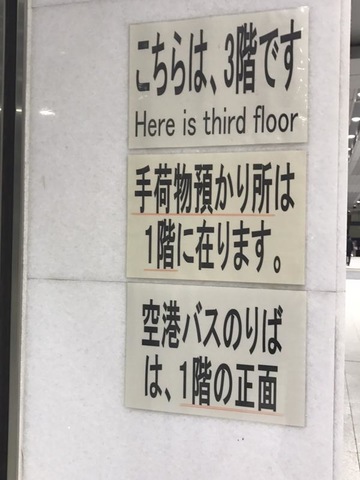 こちらは、3階です
Here is third floor
手荷物預かり所は
1階に在ります。
空港バスのりば
は、1階の正面